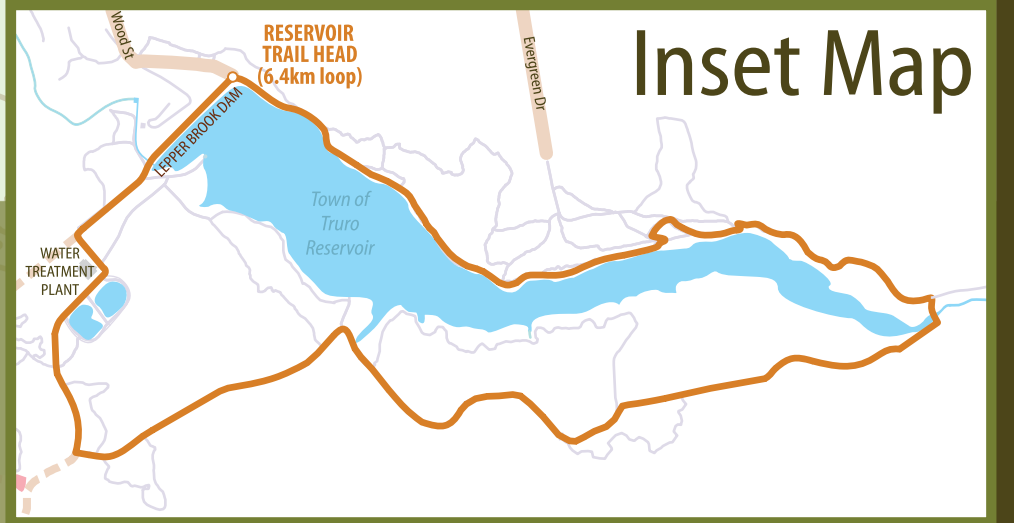 Inset Map
Wood St
RESERVOIR
TRAIL HEAD
(6.4km loop)
Evergreen Dr
LEPPER BROOK DAM
Town of
Truro
Reservoir
WATER
TREATMENT
PLANT